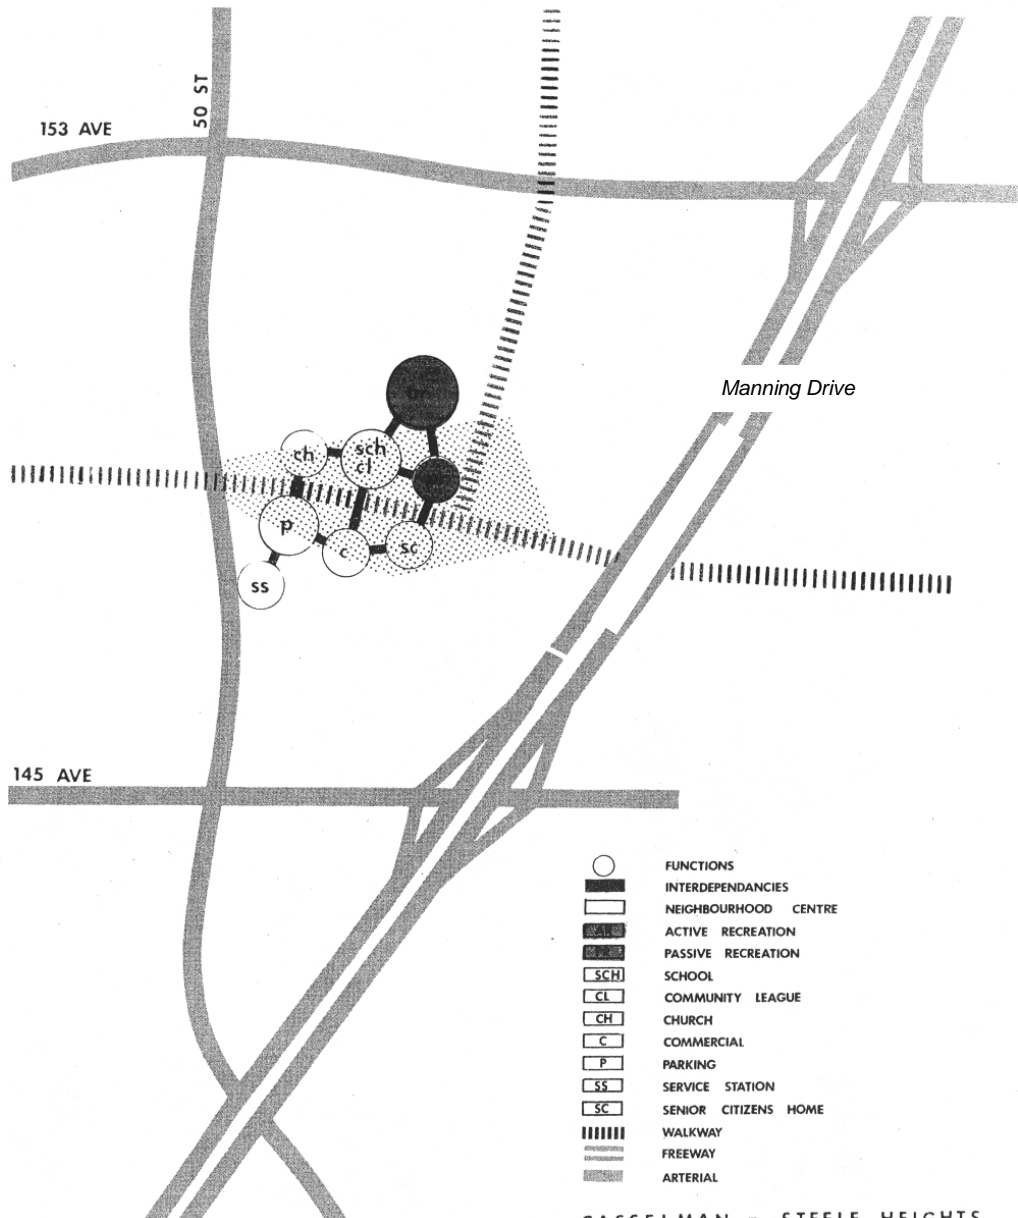 50 ST
153 AVE
Manning Drive
ch
sch
cl
p
c
sc
ss
145 AVE
FUNCTIONS
INTERDEPENDANCIES
NEIGHBOURHOOD CENTRE
ACTIVE RECREATION
PASSIVE RECREATION
SCH SCHOOL
CL COMMUNITY LEAGUE
CH CHURCH
C COMMERCIAL
P PARKING
SS SERVICE STATION
SC SENIOR CITIZENS HOME
WALKWAY
FREEWAY
ARTERIAL
CASSELMAN - STEELE HEIGHTS